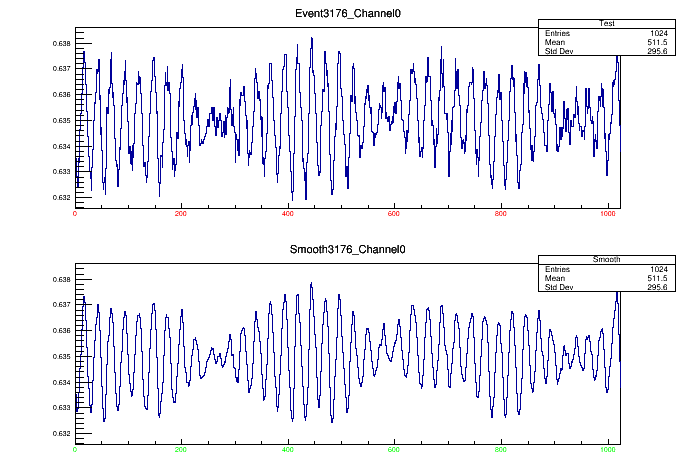 Event3176_Channel0
Test
Entries 1024
Mean 511.5
Std Dev 295.6
0.638
0.637
0.636
0.635
0.634
0.633
0.632
0 200 400 600 800 1000
Smooth3176_Channel0
Smooth
Entries 1024
Mean 511.5
Std Dev 295.6
0.638
0.637
0.636
0.635
0.634
0.633
0.632
0 200 400 600 800 1000